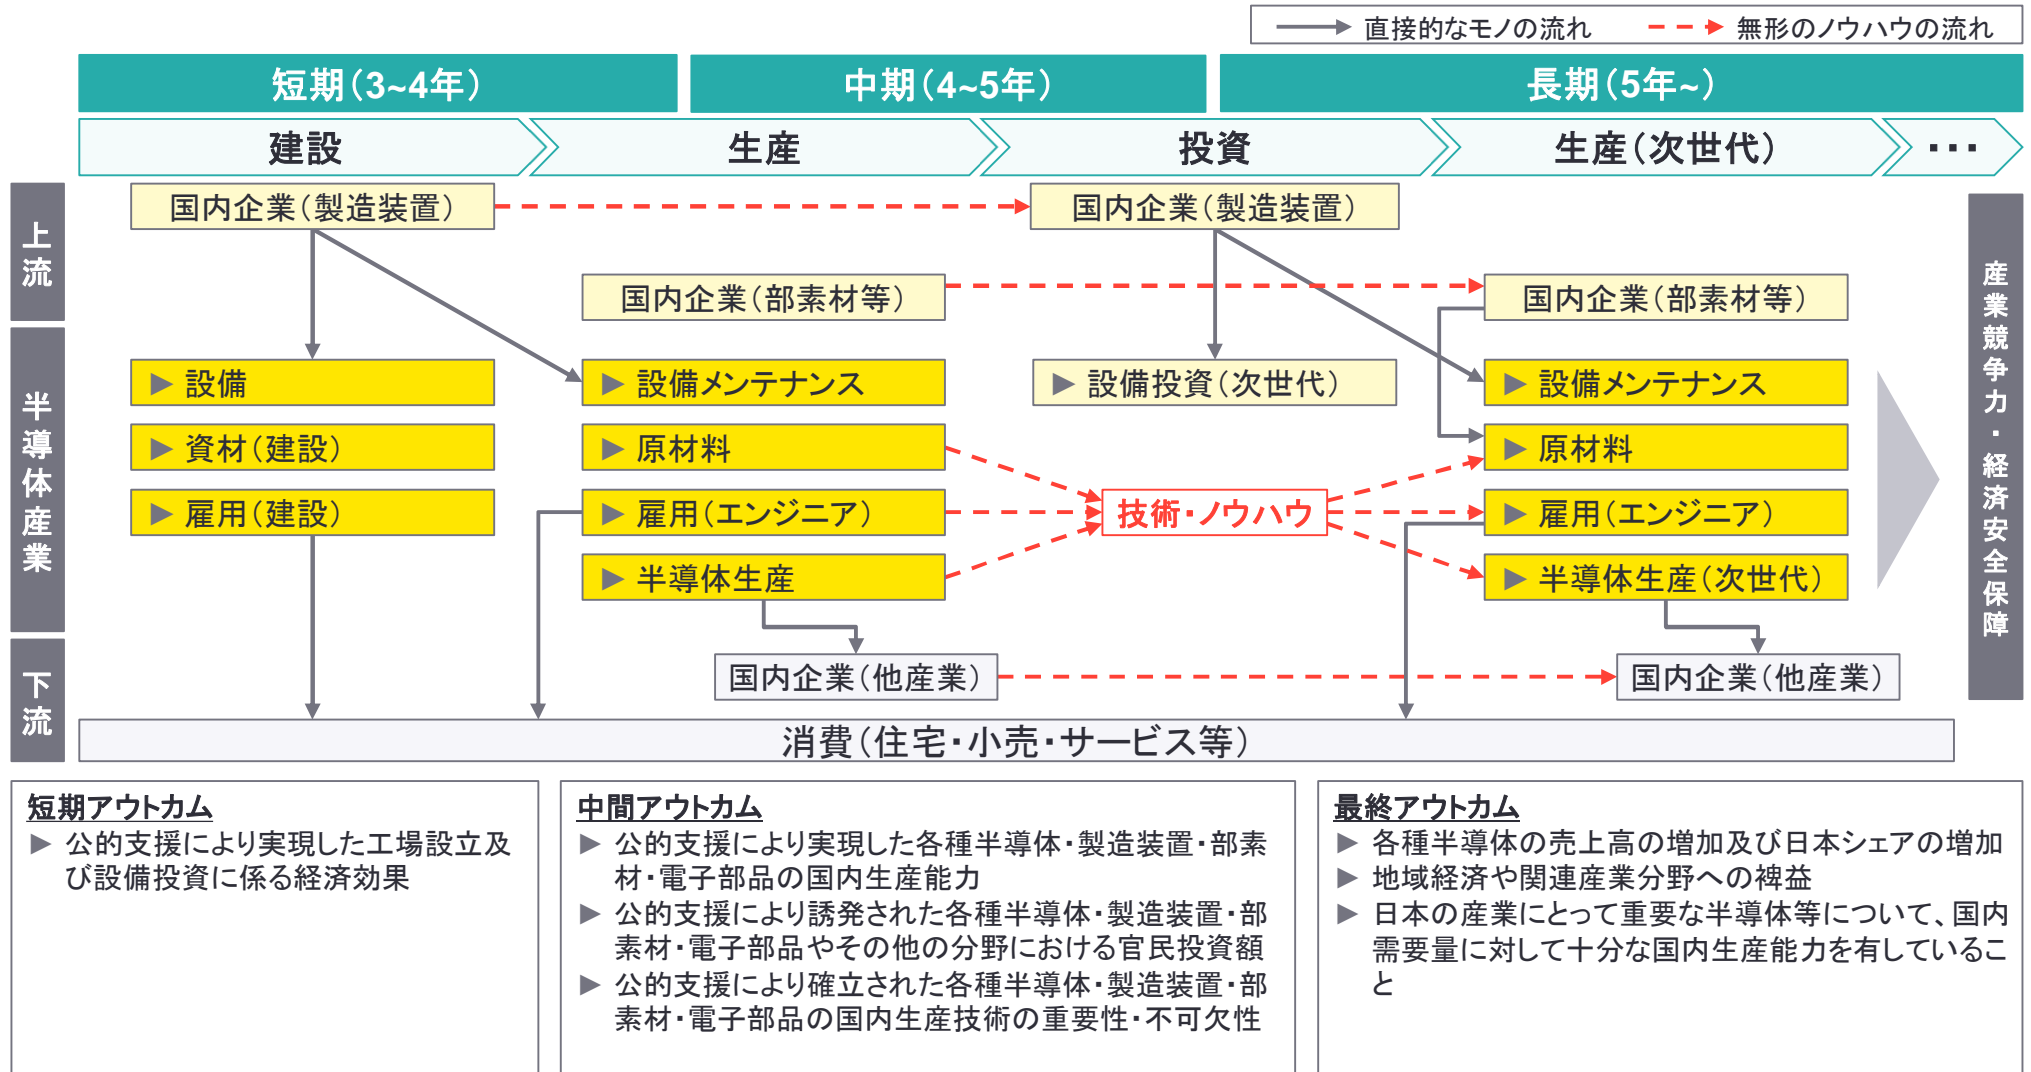 直接的なモノの流れ
無形のノウハウの流れ
短期(3~4年)
中期(4~5年)
長期(5年~)
建設
生産
投資
生産(次世代)
・・・
上流
国内企業(製造装置)
国内企業(製造装置)
国内企業(部素材等)
国内企業(部素材等)
半導体産業
▶ 設備
▶ 設備メンテナンス
▶ 設備投資(次世代)
▶ 設備メンテナンス
▶ 資材(建設)
▶ 原材料
▶ 原材料
▶ 雇用(建設)
▶ 雇用(エンジニア)
技術・ノウハウ
▶ 雇用(エンジニア)
▶ 半導体生産
▶ 半導体生産(次世代)
下流
国内企業(他産業)
国内企業(他産業)
消費(住宅・小売・サービス等)
産業競争力・経済安全保障
短期アウトカム
▶ 公的支援により実現した工場設立及
び設備投資に係る経済効果
中間アウトカム
▶ 公的支援により実現した各種半導体・製造装置・部素
材・電子部品の国内生産能力
▶ 公的支援により誘発された各種半導体・製造装置・部
素材・電子部品やその他の分野における官民投資額
▶ 公的支援により確立された各種半導体・製造装置・部
素材・電子部品の国内生産技術の重要性・不可欠性
最終アウトカム
▶ 各種半導体の売上高の増加及び日本シェアの増加
▶ 地域経済や関連産業分野への裨益
▶ 日本の産業にとって重要な半導体等について、国内
需要量に対して十分な国内生産能力を有しているこ
と